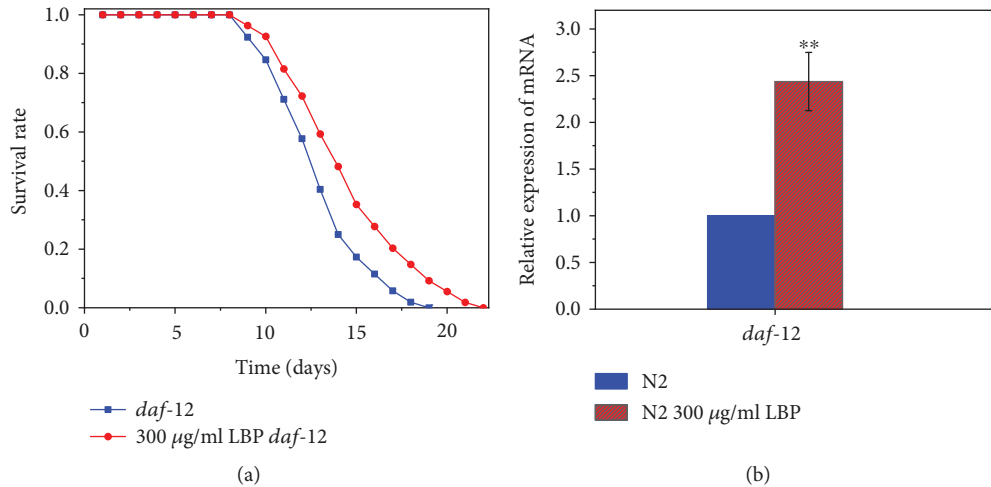 1.0
0.8
0.6
0.4
0.2
0.0
Survival rate
0
5
10
15
20
Time (days)
daf-12
300 μg/ml LBP daf-12
(a)
3.0
2.5
2.0
1.5
1.0
0.5
0.0
Relative expression of mRNA
**
daf-12
N2
N2 300 μg/ml LBP
(b)